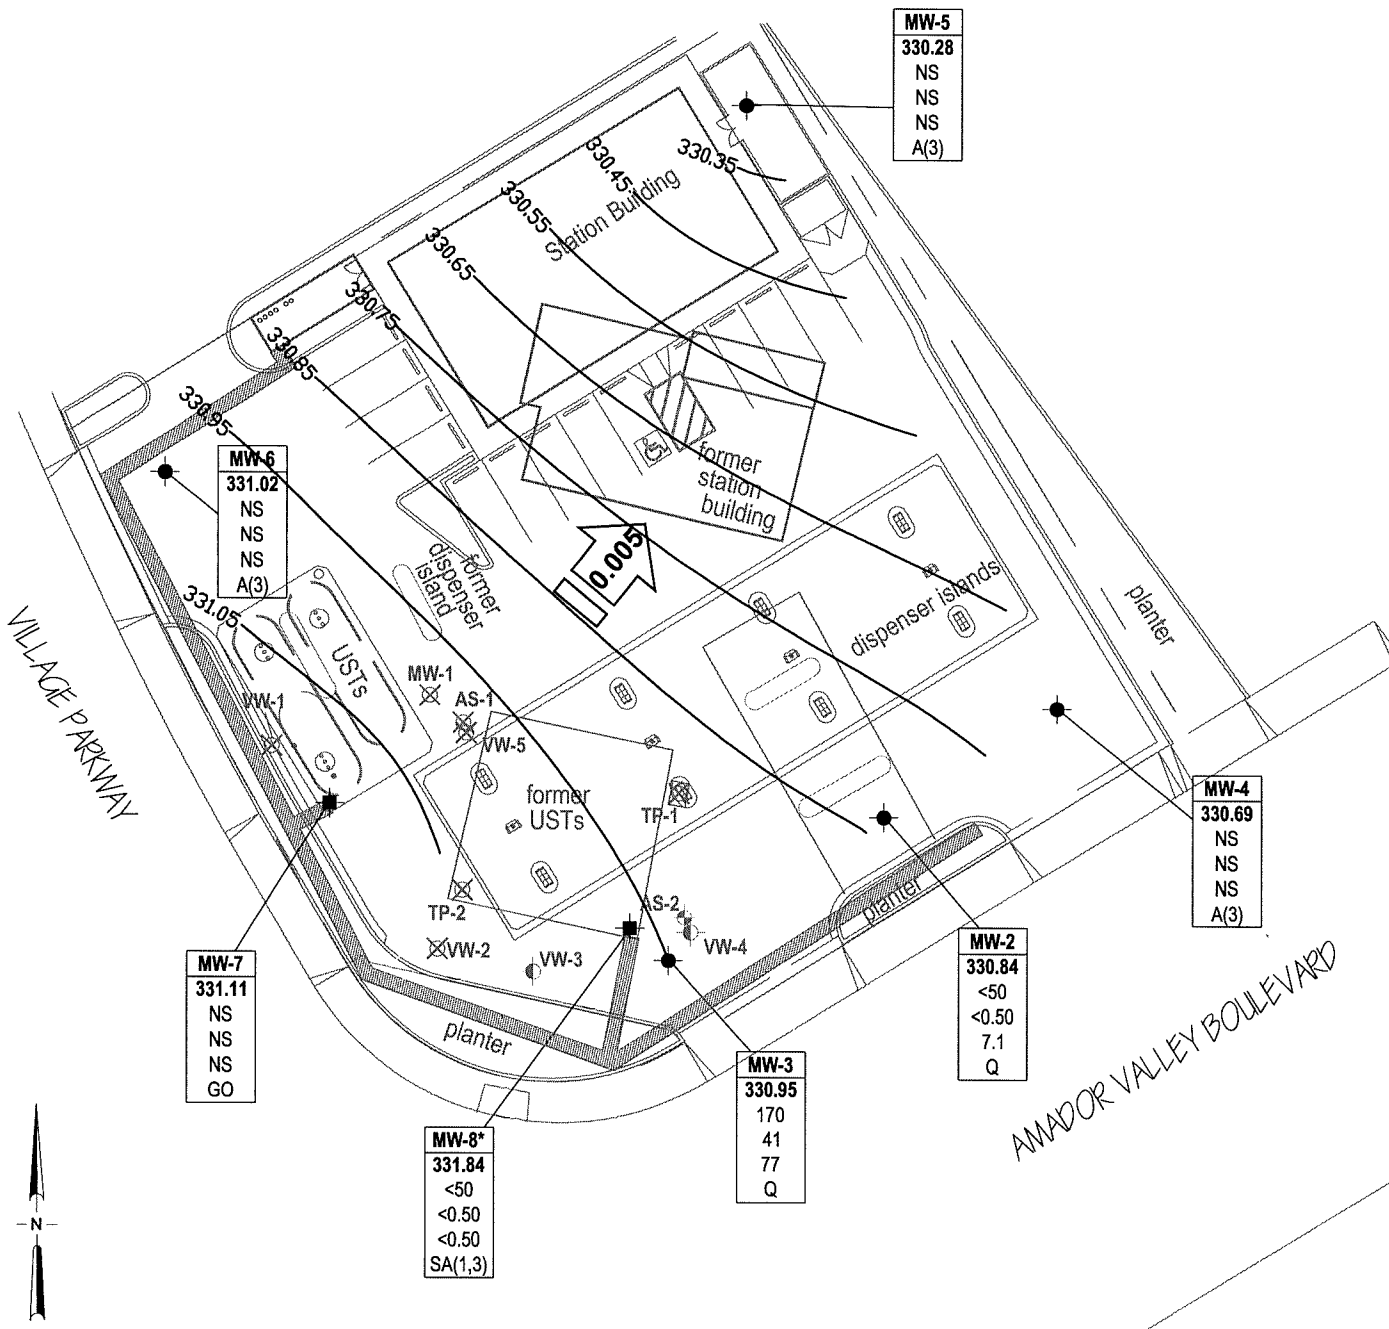 MW-5
330.28
NS
NS
NS
A(3)
330.45
330.35
330.55
Station Building
330.65
330.75
330.85
330.95
MW-6
331.02
NS
NS
NS
A(3)
former
station
building
0.005
former
dispenser
island
331.05
USTs
dispenser islands
planter
VILLAGE PARKWAY
MW-1
AS-1
VW-1
VW-5
former
USTs
TP-1
MW-4
330.69
NS
NS
NS
A(3)
TP-2
AS-2
planter
VW-2
VW-3
VW-4
MW-2
330.84
<50
<0.50
7.1
Q
MW-7
331.11
NS
NS
NS
GO
planter
MW-3
330.95
170
41
77
Q
AMADOR VALLEY BOULEVARD
MW-8*
331.84
<50
<0.50
<0.50
SA(1,3)
N